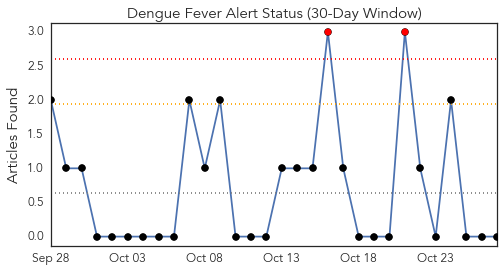 Dengue Fever Alert Status (30-Day Window)
Articles Found
3.0
2.5
2.0
1.5
1.0
0.5
0.0
Sep 28 Oct 03 Oct 08 Oct 13 Oct 18 Oct 23